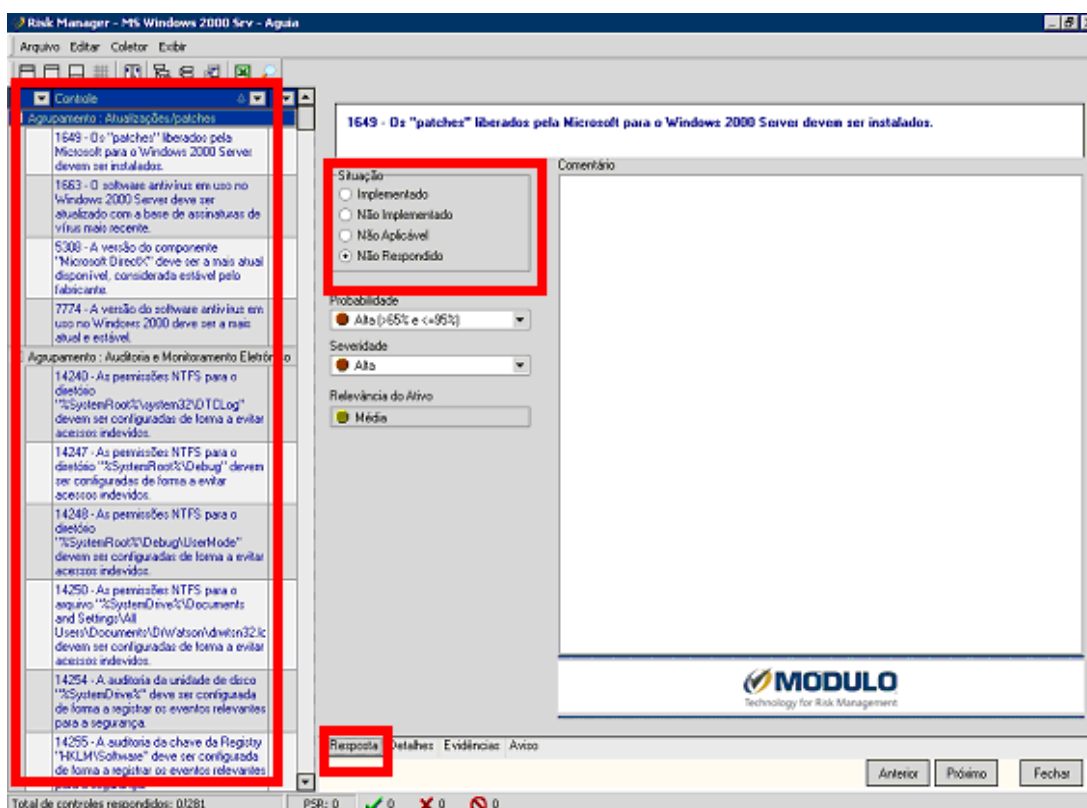 Risk Manager - MS Windows 2000 Srv - Aguia
Arquivo Editar Coletor Exibir
Controle
Agrupamento : Atualizações/patches
1649 - Os "patches" liberados pela
Microsoft para o Windows 2000 Server
devem ser instalados.
1663 - O software antivírus em uso no
Windows 2000 Server deve ser
atualizado com a base de assinaturas de
vírus mais recente.
5308 - A versão do componente
"Microsoft DirectX" deve ser a mais atual
disponível, considerada estável pelo
fabricante.
7774 - A versão do software antivírus em
uso no Windows 2000 deve ser a mais
atual e estável.
Agrupamento : Auditoria e Monitoramento Eletrônico
14240 - As permissões NTFS para o
diretório
"%SystemRoot%\system32\DTCLog"
devem ser configuradas de forma a evitar
acessos indevidos.
14247 - As permissões NTFS para o
diretório "%SystemRoot%\Debug" devem
ser configuradas de forma a evitar
acessos indevidos.
14248 - As permissões NTFS para o
diretório
"%SystemRoot%\Debug\UserMode"
devem ser configuradas de forma a evitar
acessos indevidos.
14250 - As permissões NTFS para o
arquivo "%SystemDrive%\Documents
and Settings\All
Users\Documents\DrWatson\drwtsn32.lc
devem ser configuradas de forma a evitar
acessos indevidos.
14254 - A auditoria da unidade de disco
"%SystemDrive%" deve ser configurada
de forma a registrar os eventos relevantes
para a segurança.
14255 - A auditoria da chave da Registry
"HKLM\Software" deve ser configurada
de forma a registrar os eventos relevantes
Total de controles respondidos: 0/281
1649 - Os "patches" liberados pela Microsoft para o Windows 2000 Server devem ser instalados.
Situação
Implementado
Não Implementado
Não Aplicável
Não Respondido
Probabilidade
Alta (>65% e <=95%)
Severidade
Alta
Relevância do Ativo
Média
Comentário
MODULO
Technology for Risk Management
Resposta Detalhes Evidências Aviso
Anterior Próximo Fechar
PSR: 0 0 0 0